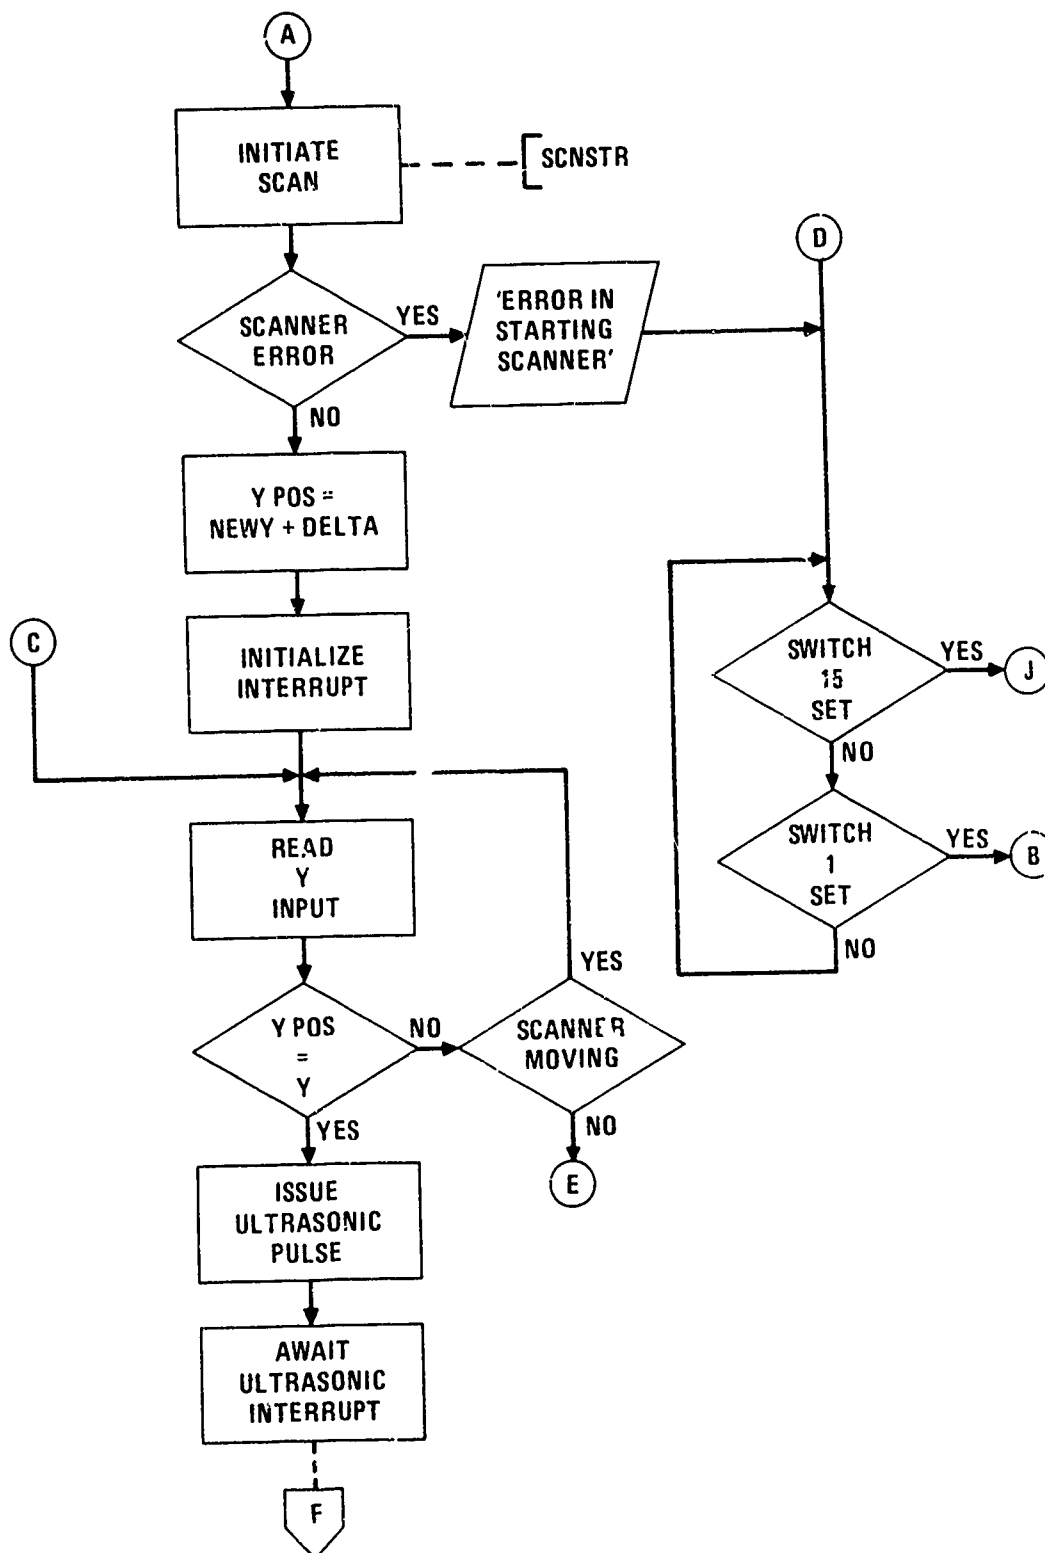 A
INITIATE
SCAN
SCNSTR
D
SCANNER
ERROR
YES
'ERROR IN
STARTING
SCANNER'
NO
Y POS =
NEWY + DELTA
C
INITIALIZE
INTERRUPT
SWITCH
15
SET
YES
J
NO
READ
Y
INPUT
SWITCH
1
SET
YES
B
NO
YES
Y POS
=
Y
NO
SCANNER
MOVING
YES
NO
E
ISSUE
ULTRASONIC
PULSE
AWAIT
ULTRASONIC
INTERRUPT
F